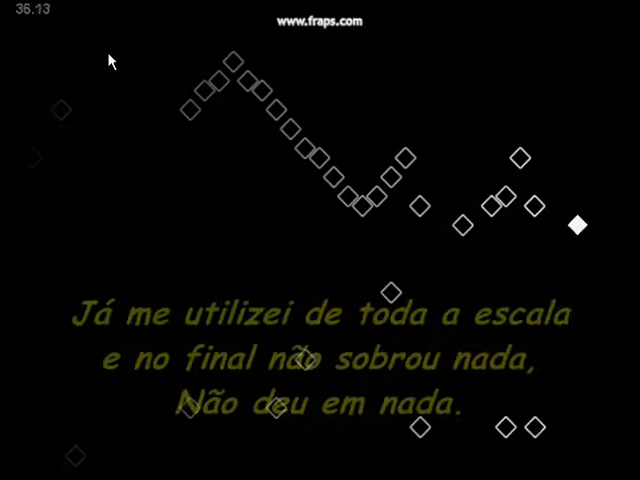 36.13
www.fraps.com
Já me utilizei de toda a escala
e no final não sobrou nada,
Não deu em nada.